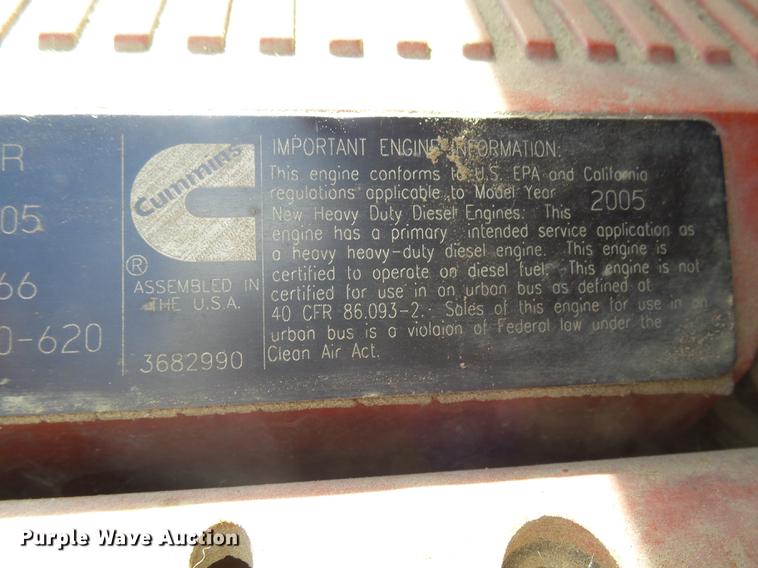 R
05
66
0-620
Cummins
®
ASSEMBLED IN
THE U.S.A.
3682990
IMPORTANT ENGINE INFORMATION:
This engine conforms to U.S. EPA and California
regulations applicable to Model Year 2005
New Heavy Duty Diesel Engines. This
engine has a primary intended service application as
a heavy heavy-duty diesel engine. This engine is
certified to operate on diesel fuel. This engine is not
certified for use in an urban bus as defined at
40 CFR 86.093-2. Sales of this engine for use in an
urban bus is a violaion of Federal law under the
Clean Air Act.
Purple Wave Auction